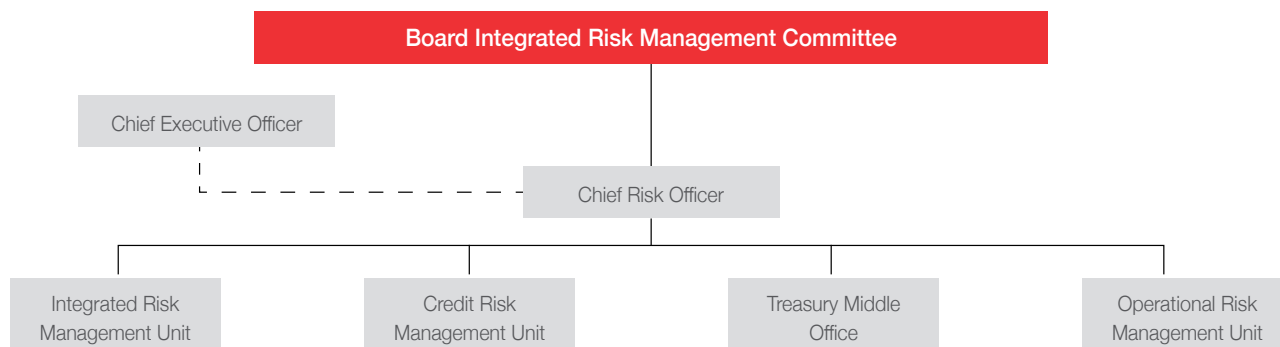 Board Integrated Risk Management Committee
Chief Executive Officer
Chief Risk Officer
Integrated Risk
Management Unit
Credit Risk
Management Unit
Treasury Middle
Office
Operational Risk
Management Unit